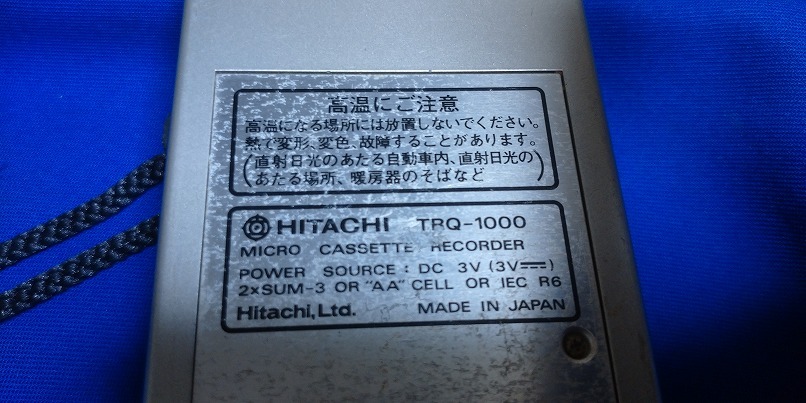 高温にご注意
高温になる場所には放置しないでください。
熱で変形、変色、故障することがあります。
(直射日光のあたる自動車内、直射日光の
あたる場所、暖房器のそばなど)
HITACHI TRQ-1000
MICRO CASSETTE RECORDER
POWER SOURCE : DC 3V (3V⎓)
2×SUM-3 OR "AA" CELL OR IEC R6
Hitachi, Ltd. MADE IN JAPAN